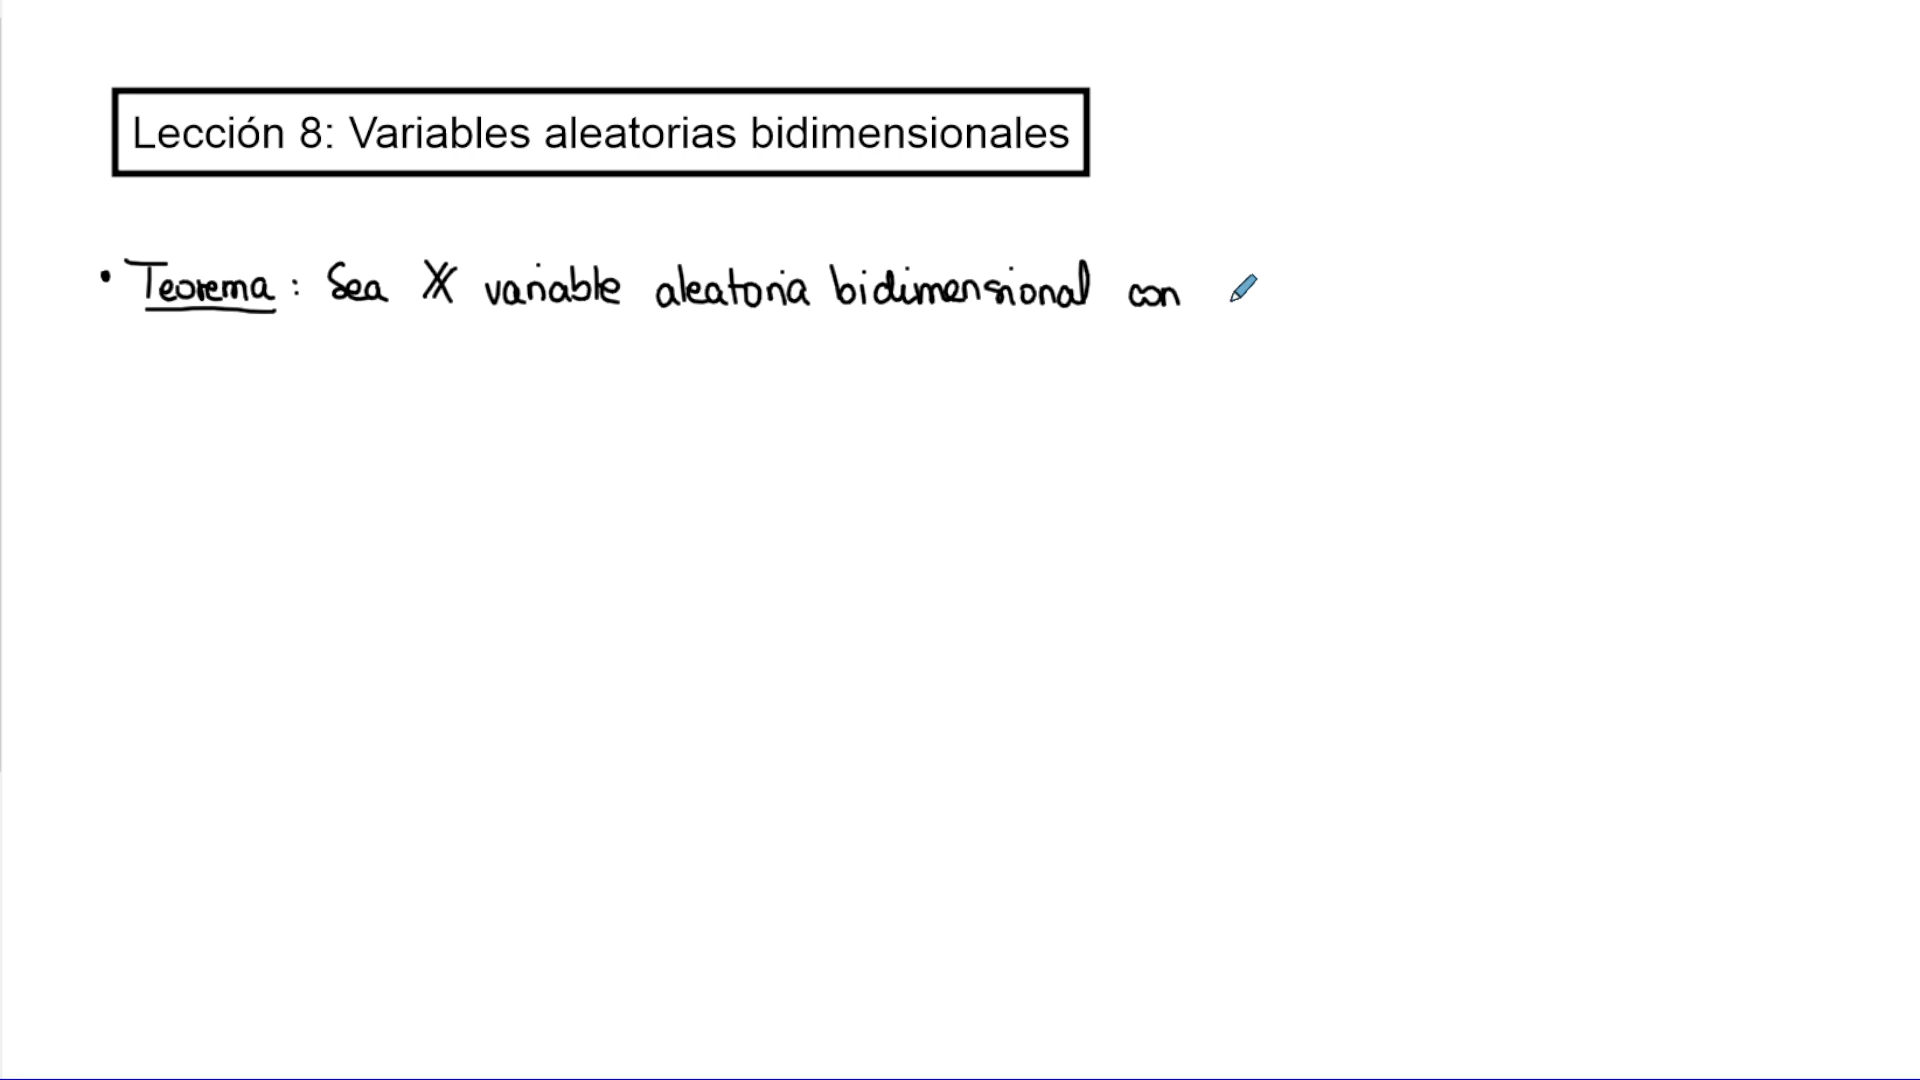 Lección 8: Variables aleatorias bidimensionales
• Teorema: Sea 𝕏 variable aleatoria bidimensional con